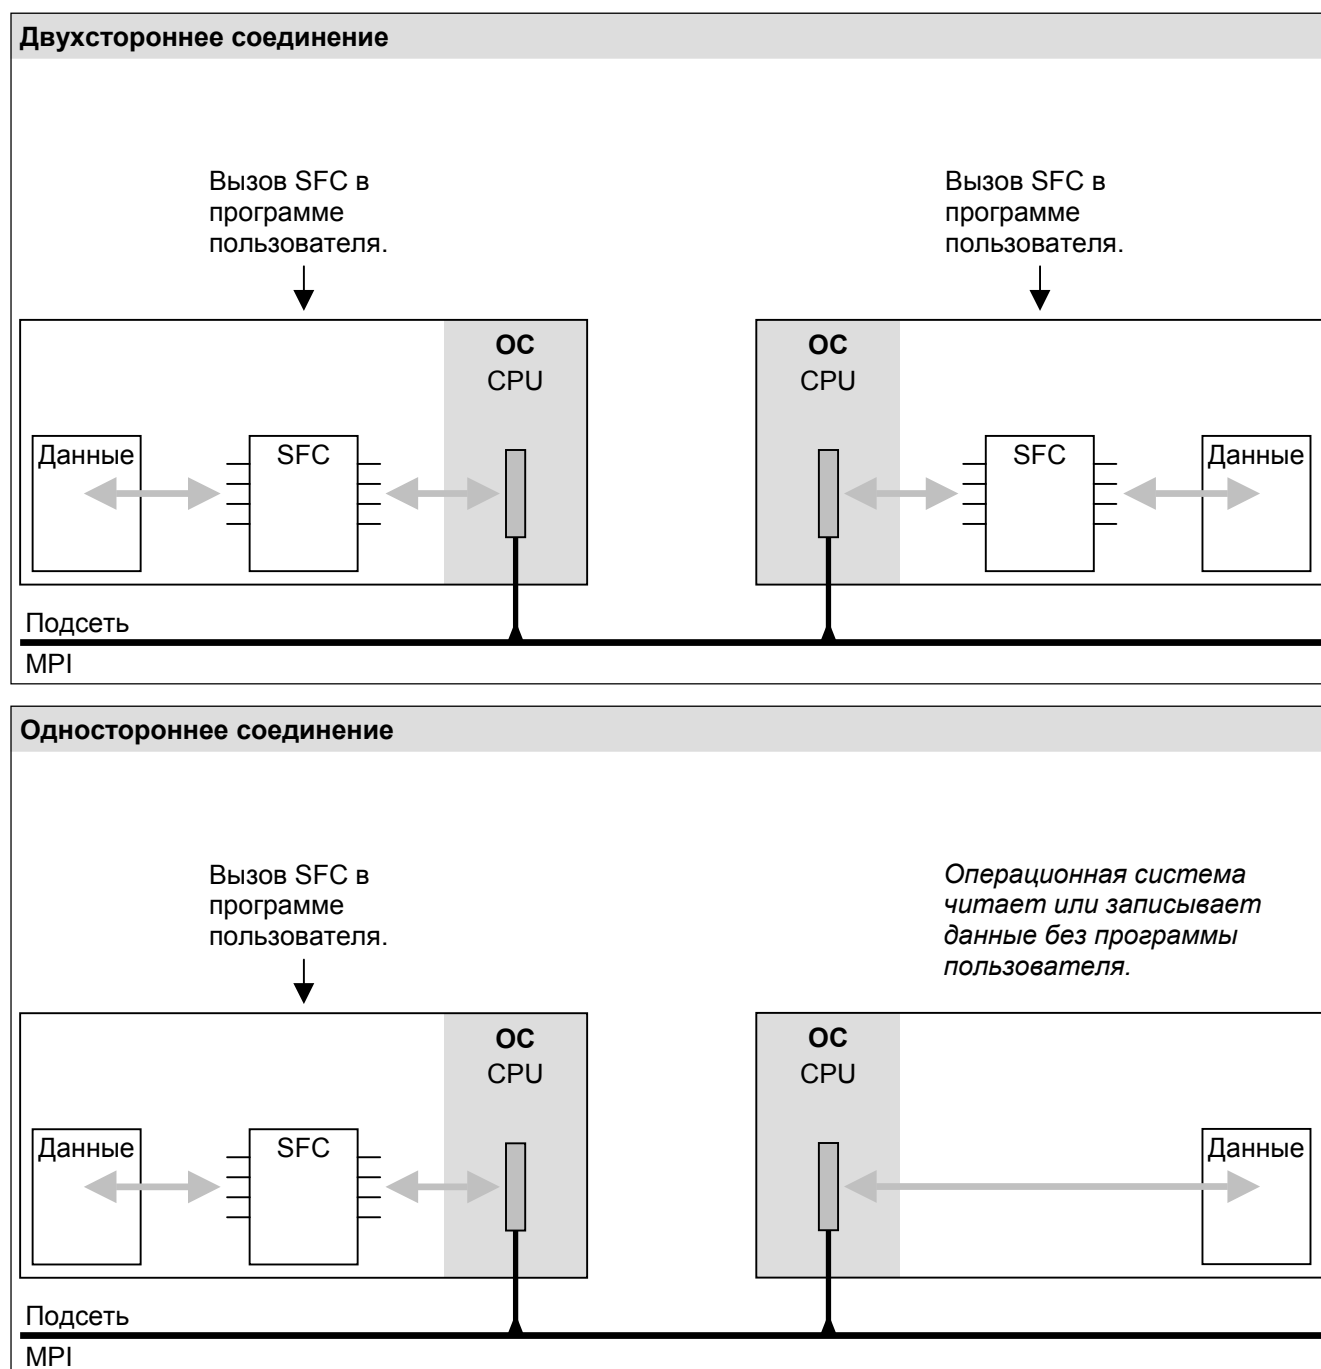 Двухстороннее соединение
Вызов SFC в
программе
пользователя.
Вызов SFC в
программе
пользователя.
ОС
CPU
Данные
SFC
ОС
CPU
SFC
Данные
Подсеть
MPI
Одностороннее соединение
Вызов SFC в
программе
пользователя.
Операционная система
читает или записывает
данные без программы
пользователя.
ОС
CPU
Данные
SFC
ОС
CPU
Данные
Подсеть
MPI